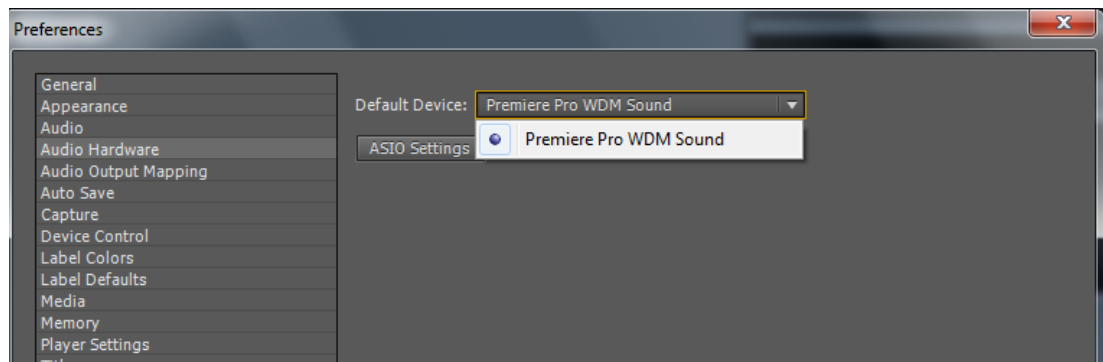 Preferences
x
General
Appearance
Audio
Audio Hardware
Audio Output Mapping
Auto Save
Capture
Device Control
Label Colors
Label Defaults
Media
Memory
Player Settings
Default Device: Premiere Pro WDM Sound
Premiere Pro WDM Sound
ASIO Settings